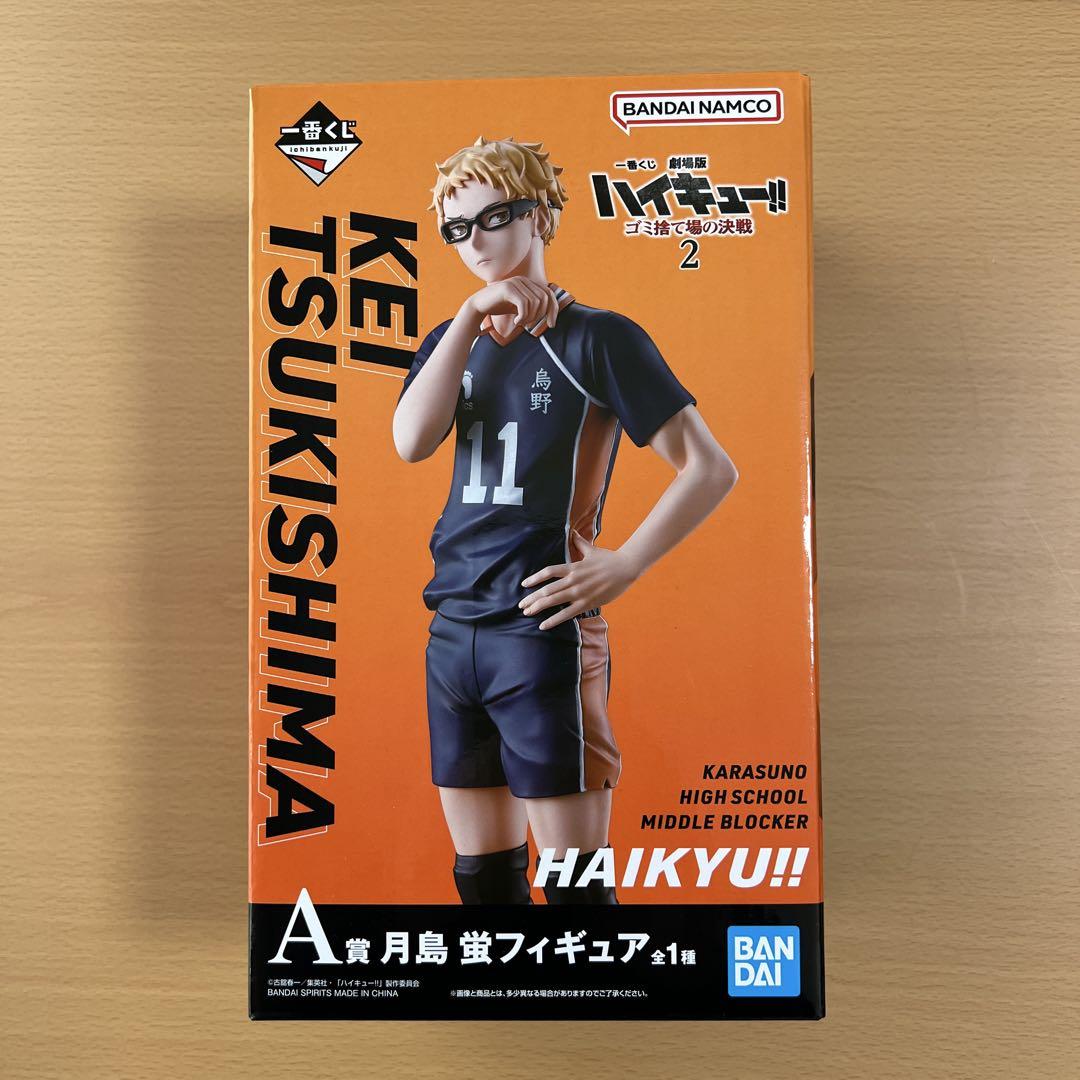 一番くじ
ichibankuji
BANDAI NAMCO
一番くじ 劇場版
ハイキュー!!
ゴミ捨て場の決戦
2
KEI
TSUKISHIMA
烏野
11
KARASUNO
HIGH SCHOOL
MIDDLE BLOCKER
HAIKYU!!
A賞 月島 蛍フィギュア 全1種
BAN
DAI
©古舘春一／集英社・「ハイキュー!!」製作委員会
BANDAI SPIRITS MADE IN CHINA
※画像と商品とは、多少異なる場合がありますのでご了承ください。